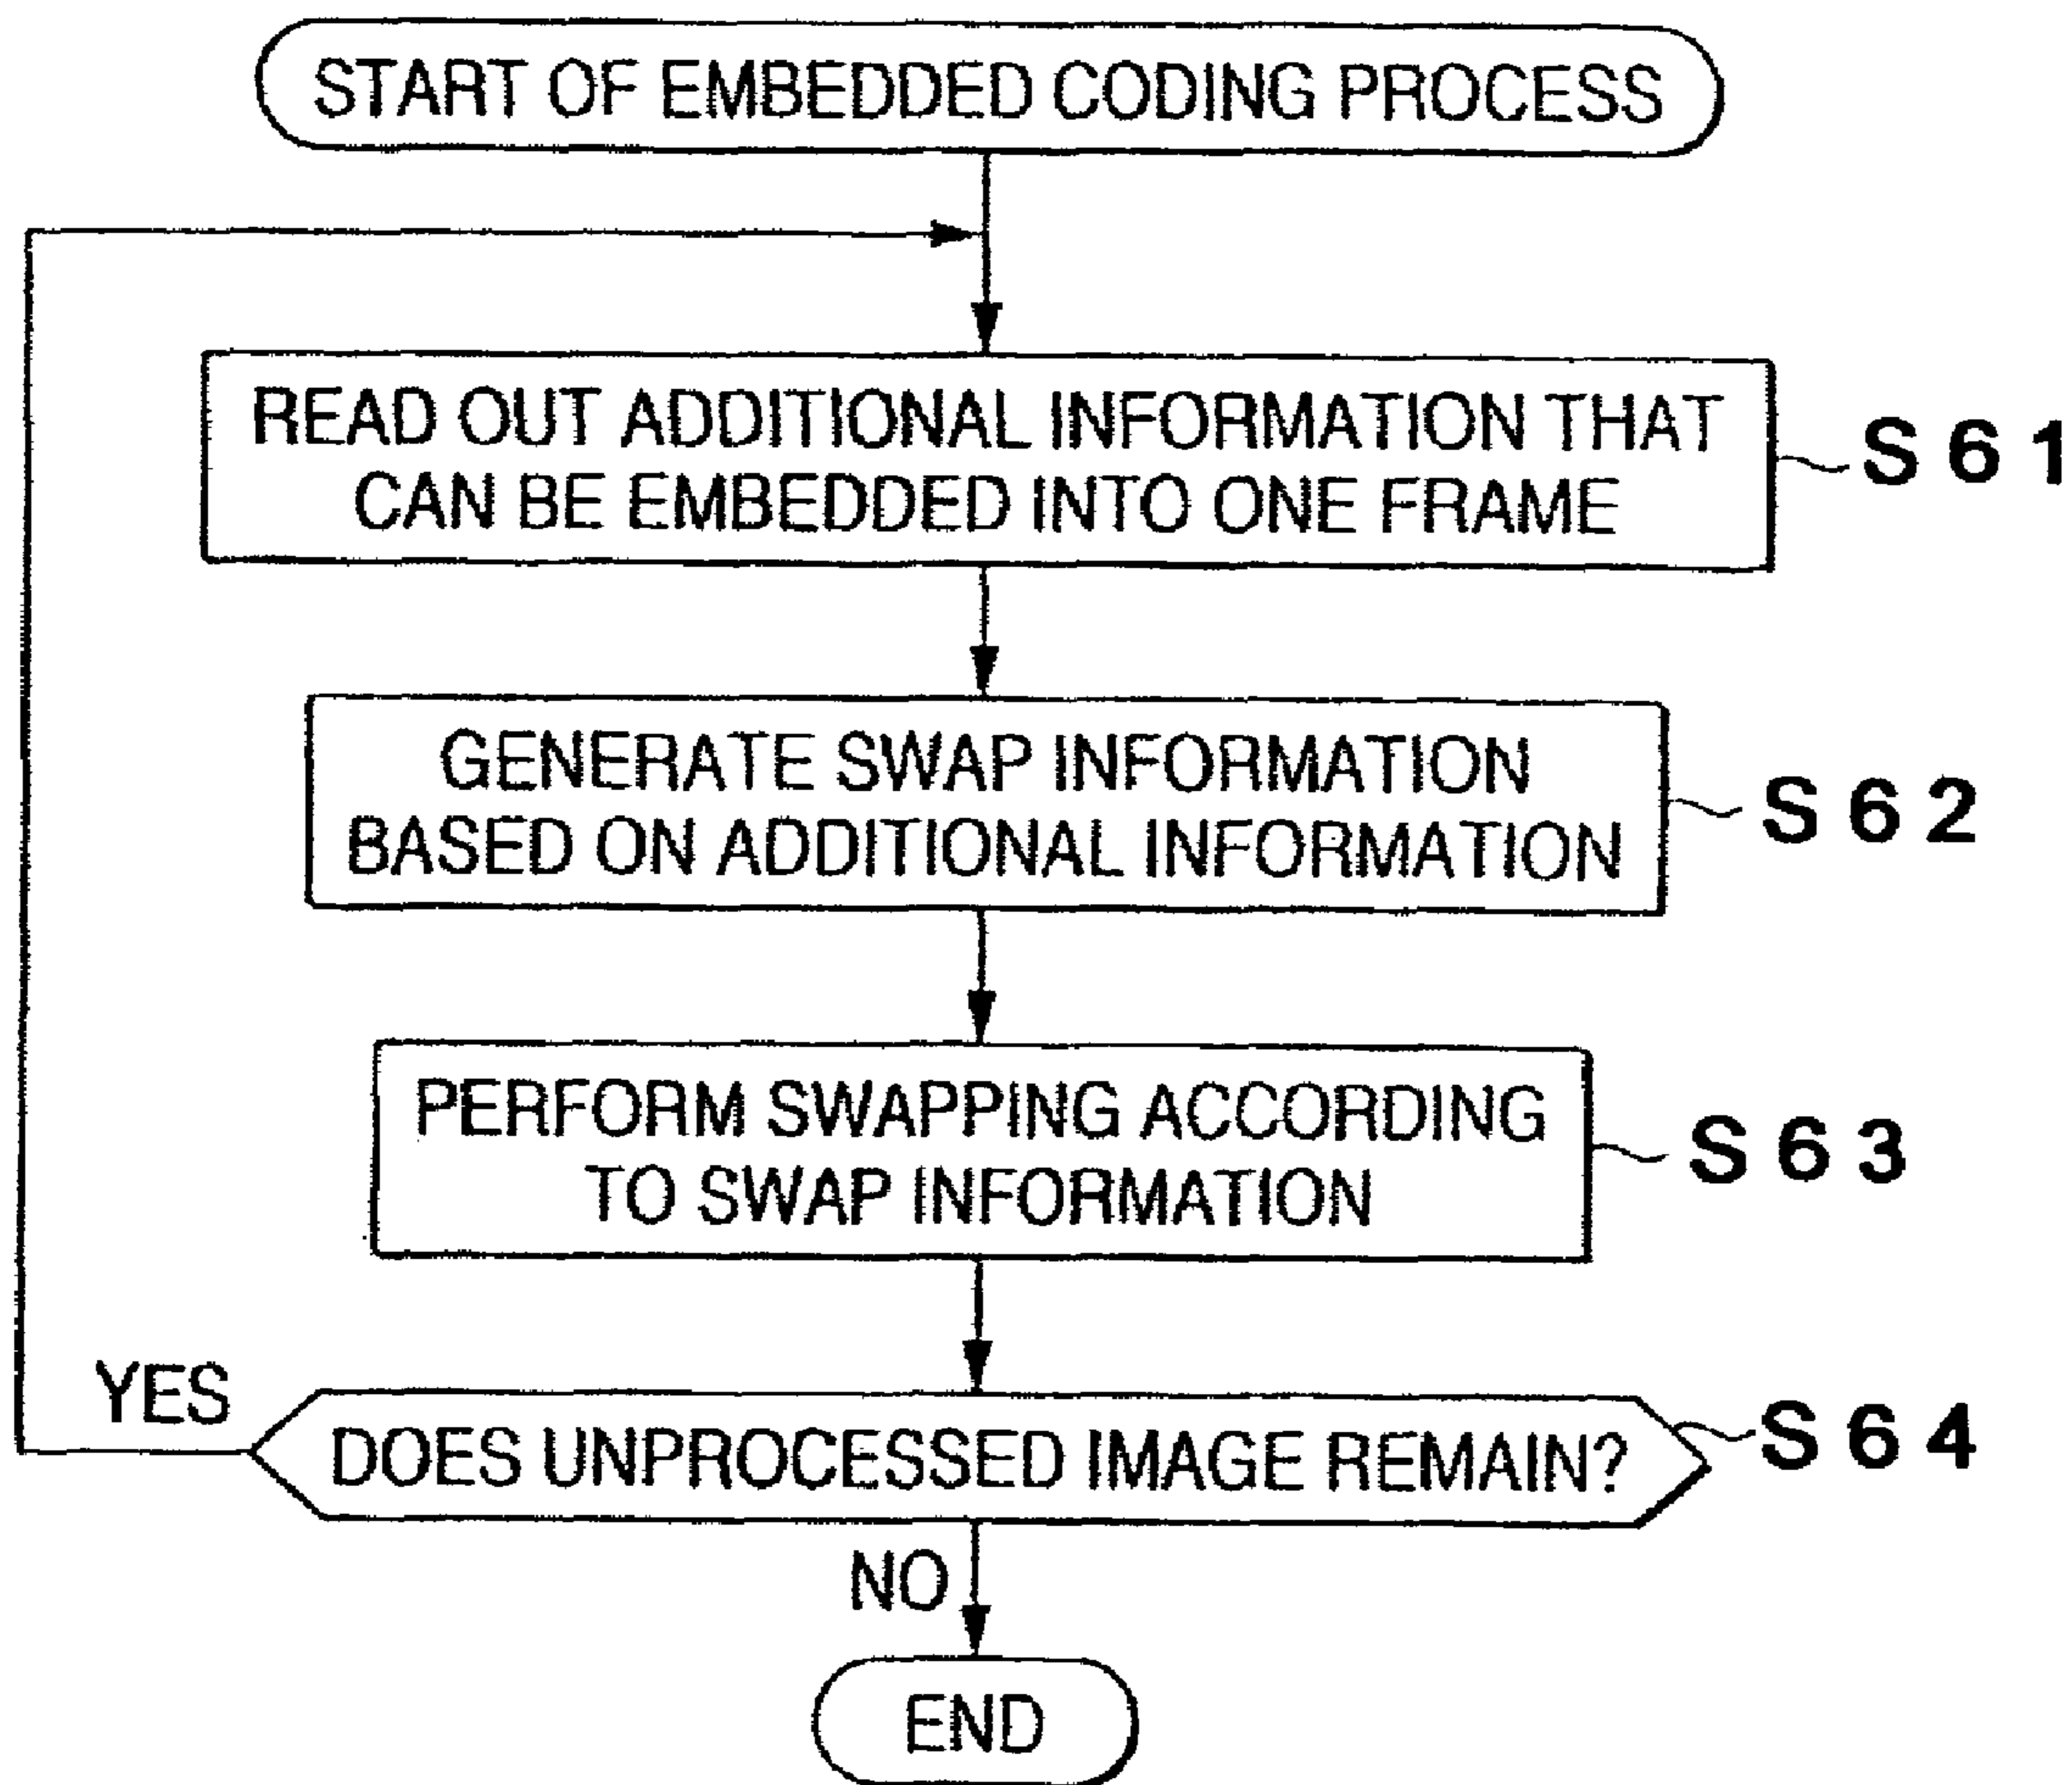 START OF EMBEDDED CODING PROCESS
READ OUT ADDITIONAL INFORMATION THAT
CAN BE EMBEDDED INTO ONE FRAME
S61
GENERATE SWAP INFORMATION
BASED ON ADDITIONAL INFORMATION
S62
PERFORM SWAPPING ACCORDING
TO SWAP INFORMATION
S63
YES
DOES UNPROCESSED IMAGE REMAIN?
S64
NO
END